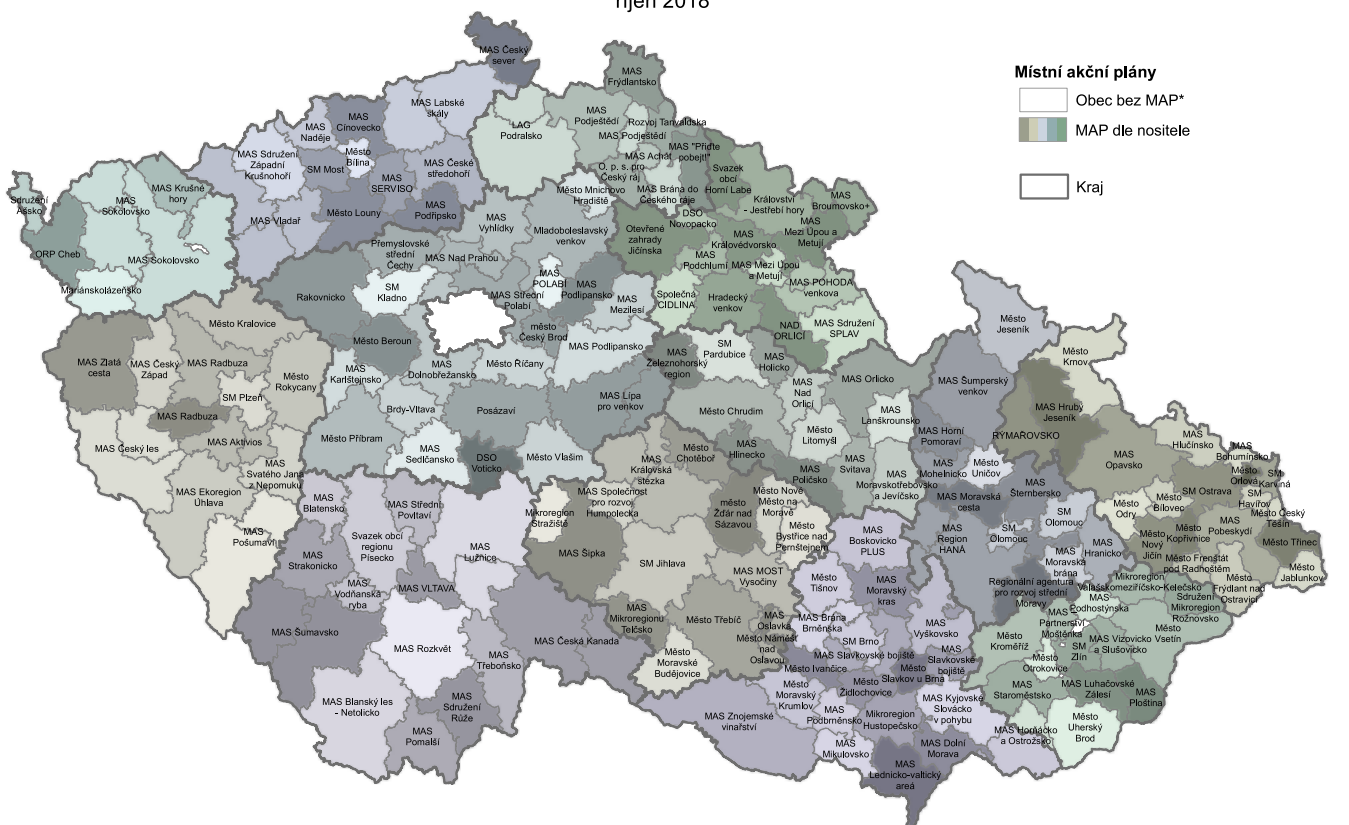 říjen 2018
Místní akční plány
Obec bez MAP*
MAP dle nositele
Kraj
MAS Český
sever
MAS
Frýdlantsko
MAS Labské
skály
LAG
Podralsko
MAS
Podještědí
Rozvoj Tanvaldska
MAS Podještědí
MAS
Cínovecko
MAS
Naděje
MAS Sdružení
Západní
Krušnohoří
Město
Bílina
SM Most
MAS
SERVISO
MAS České
středohoří
MAS Achát
MAS "Přiďte
pobejt!"
O. p. s. pro
Český ráj
MAS Brána do
Českého ráje
Svazek
obcí
Horní Labe
Království
- Jestřebí hory
MAS
Broumovsko+
MAS
Mezi Úpou a
Metují
Sdružení
Ašsko
MAS
Sokolovsko
MAS Krušné
hory
MAS Vladař
Město Louny
MAS
Podřipsko
Město Mnichovo
Hradiště
MAS
Vyhlídky
Mladoboleslavský
venkov
Otevřené
zahrady
Jičínska
DSO
Novopacko
MAS
Královédvorsko
MAS
Podchlumí
MAS Mezi Úpou
a Metují
MAS POHODA
venkova
ORP Cheb
MAS Sokolovsko
Mariánskolázeňsko
Přemyslovské
střední
Čechy
MAS Nad Prahou
Rakovnicko
SM
Kladno
MAS
POLABÍ
MAS Střední
Polabí
MAS
Podlipansko
MAS
Mezilesí
Společná
CIDLINA
Hradecký
venkov
NAD
ORLICÍ
MAS Sdružení
SPLAV
Město Kralovice
město
Český Brod
Město Beroun
MAS Podlipansko
SM
Pardubice
MAS
Holicko
MAS
Železnohorský
region
MAS Zlatá
cesta
MAS Český
Západ
MAS Radbuza
Město
Rokycany
SM Plzeň
MAS Radbuza
MAS
Karlštejnsko
MAS
Dolnobřežansko
Město Říčany
MAS Lípa
pro venkov
MAS
Nad
Orlicí
MAS Orlicko
MAS
Lanškrounsko
Město Chrudim
Město
Litomyšl
Brdy-Vltava
Posázaví
Město Příbram
MAS
Sedlčansko
DSO
Voticko
Město Vlašim
MAS Český les
MAS Aktivios
MAS
Svatého Jana
z Nepomuku
MAS Ekoregion
Úhlava
MAS
Pošumaví
MAS
Královská
stezka
Město
Chotěboř
MAS
Hlinecko
MAS
Poličsko
MAS
Svitava
MAS
Moravskotřebovsko
a Jevíčsko
Město
Jeseník
Město
Krnov
MAS Šumperský
venkov
MAS Hrubý
Jeseník
RÝMAŘOVSKO
MAS Horní
Pomoraví
MAS
Mohelnicko
Město
Uničov
MAS
Šternbersko
MAS Moravská
cesta
MAS
Opavsko
MAS
Hlučínsko
MAS
Bohumínsko
Město
Orlová
SM
Karviná
SM
Havířov
SM Ostrava
Město Český
Těšín
Město
Odry
Město
Bílovec
Město
Kopřivnice
MAS
Pobeskydí
Město
Nový
Jičín
Město Třinec
Město Frenštát
pod Radhoštěm
Město
Frýdlant nad
Ostravicí
Město
Jablunkov
MAS
Blatensko
MAS Střední
Povltaví
Svazek obcí
regionu
Písecko
MAS
Lužnice
MAS
Strakonicko
MAS
Vodňanská
ryba
MAS VLTAVA
MAS Šumavsko
MAS Rozkvět
MAS
Třeboňsko
MAS Blanský les
- Netolicko
MAS
Sdružení
Růže
MAS
Pomalší
MAS Česká Kanada
Mikroregion
Stražiště
MAS Společnost
pro rozvoj
Humpolecka
město
Žďár nad
Sázavou
Město Nové
Město na
Moravě
Město
Bystřice nad
Pernštejnem
MAS Šipka
SM Jihlava
MAS MOST
Vysočiny
MAS
Mikroregionu
Telčsko
Město Třebíč
MAS
Oslavka
Město Náměšť
nad
Oslavou
Město
Moravské
Budějovice
MAS
Boskovicko
PLUS
Město
Tišnov
MAS
Moravský
kras
MAS Brána
Brněnska
SM Brno
MAS
Vyškovsko
MAS Slavkovské bojiště
MAS
Slavkovské
bojiště
Město Ivančice
Město
Slavkov u Brna
Město
Židlochovice
Město
Moravský
Krumlov
MAS
Podbrněnsko
Mikroregion
Hustopečsko
MAS Kyjovské
Slovácko
v pohybu
MAS Znojemské
vinařství
MAS
Mikulovsko
MAS Dolní
Morava
MAS
Lednicko-valtický
areál
MAS
Region
HANÁ
SM
Olomouc
SM
Olomouc
MAS
Moravská
brána
MAS
Hranicko
Regionální agentura
pro rozvoj střední
Moravy
Mikroregion
Valašskomeziříčsko-Kelečsko
MAS
Podhostýnska
Sdružení
Mikroregion
Rožnovsko
MAS
Partnerství
Moštěnka
Město
Kroměříž
SM
Zlín
MAS Vizovicko
a Slušovicko
Město
Vsetín
Město
Otrokovice
MAS
Staroměstsko
MAS Luhačovské
Zálesí
MAS
Ploština
MAS Horňácko
a Ostrožsko
Město
Uherský
Brod